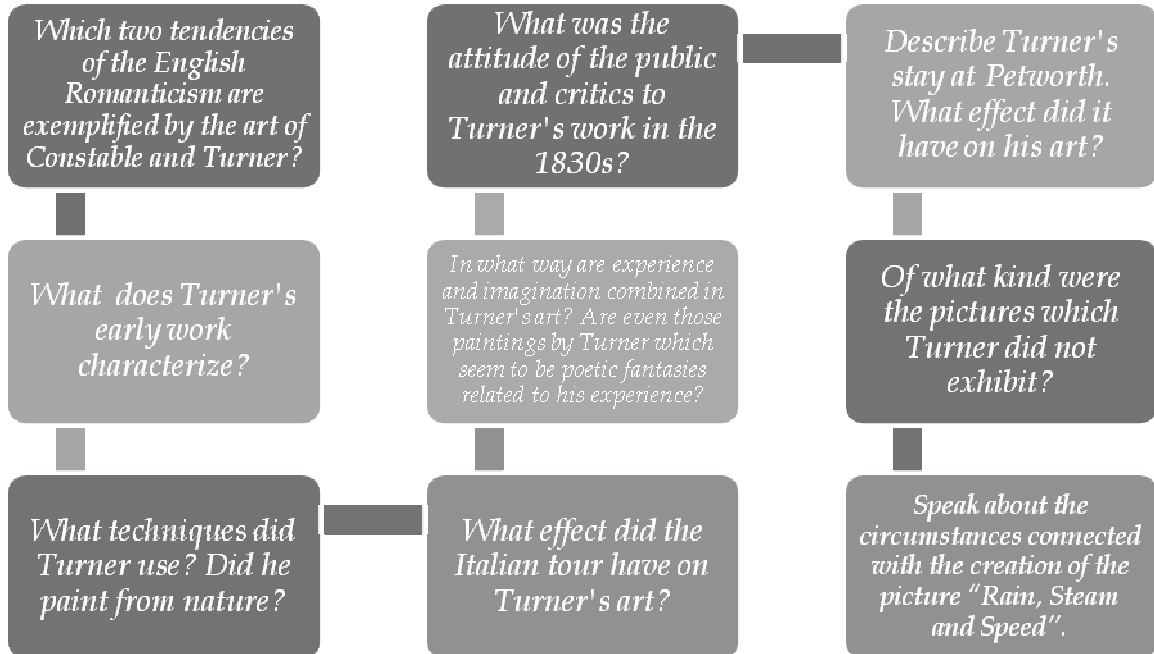 Which two tendencies
of the English
Romanticism are
exemplified by the art of
Constable and Turner?
What does Turner's
early work
characterize?
What techniques did
Turner use? Did he
paint from nature?
What effect did the
Italian tour have on
Turner's art?
In what way are experience
and imagination combined in
Turner's art? Are even those
paintings by Turner which
seem to be poetic fantasies
related to his experience?
What was the
attitude of the public
and critics to
Turner's work in the
1830s?
Describe Turner's
stay at Petworth.
What effect did it
have on his art?
Of what kind were
the pictures which
Turner did not
exhibit?
Speak about the
circumstances connected
with the creation of the
picture “Rain, Steam
and Speed”.